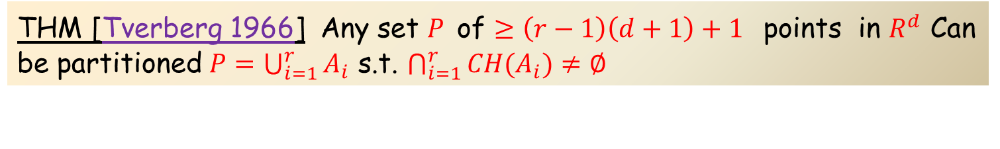 THM [Tverberg 1966] Any set P of ≥ (r − 1)(d + 1) + 1 points in R^d Can
be partitioned P = ⋃_{i=1}^r A_i s.t. ⋂_{i=1}^r CH(A_i) ≠ ∅